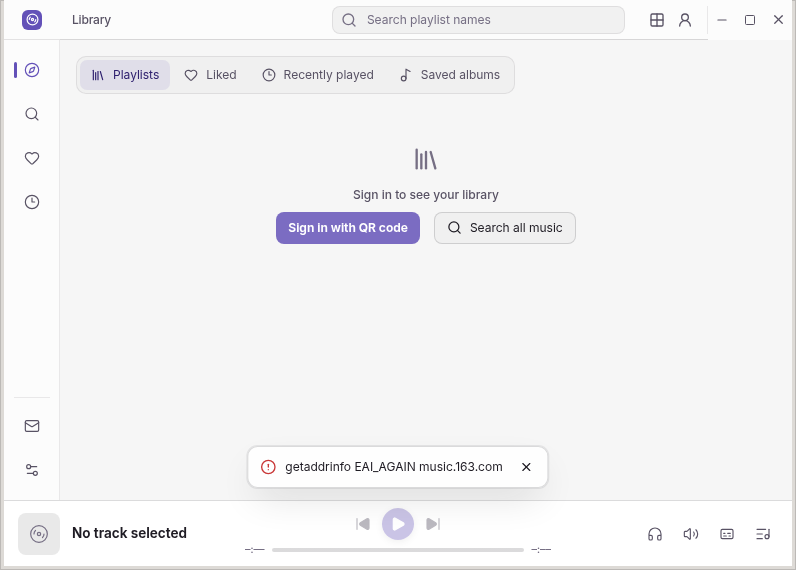 Library
Search playlist names
Playlists
Liked
Recently played
Saved albums
Sign in to see your library
Sign in with QR code
Search all music
getaddrinfo EAI_AGAIN music.163.com
No track selected
--:--
--:--